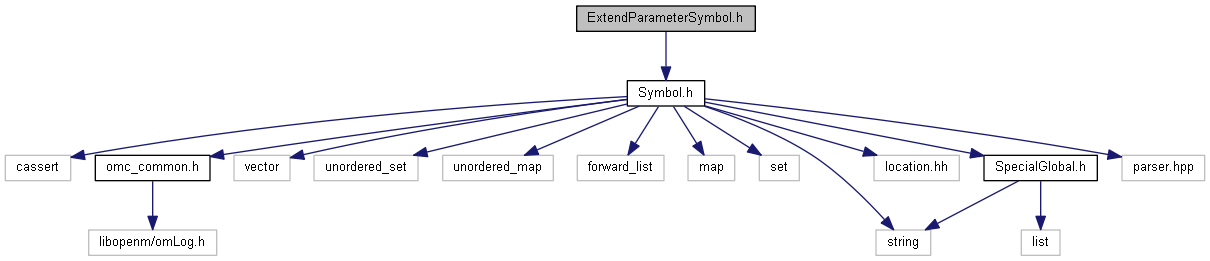 ExtendParameterSymbol.h
Symbol.h
cassert
omc_common.h
vector
unordered_set
unordered_map
forward_list
map
set
location.hh
SpecialGlobal.h
parser.hpp
libopenm/omLog.h
string
list